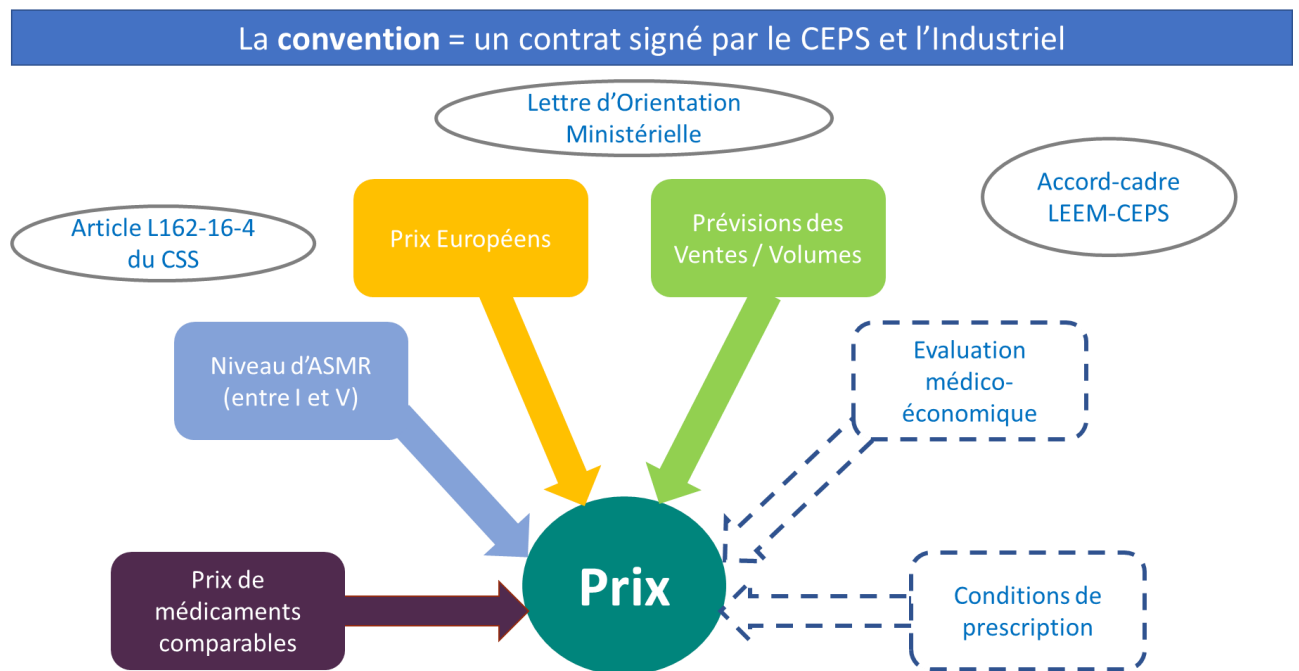 La convention = un contrat signé par le CEPS et l’Industriel
Lettre d’Orientation
Ministérielle
Accord-cadre
LEEM-CEPS
Article L162-16-4
du CSS
Prix Européens
Prévisions des
Ventes / Volumes
Niveau d’ASMR
(entre I et V)
Evaluation
médico-
économique
Prix de
médicaments
comparables
Prix
Conditions de
prescription